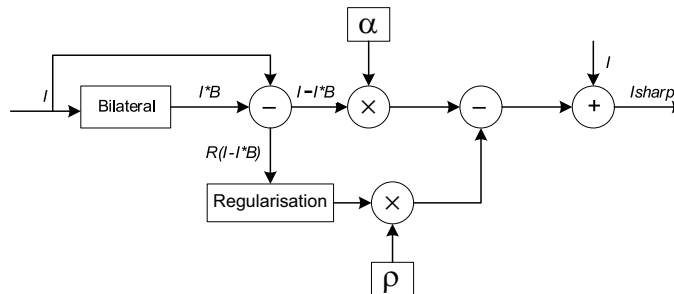 α
I
Bilateral
I*B
−
I−I*B
×
−
I
+
Isharp
R(I-I*B)
Regularisation
×
ρ